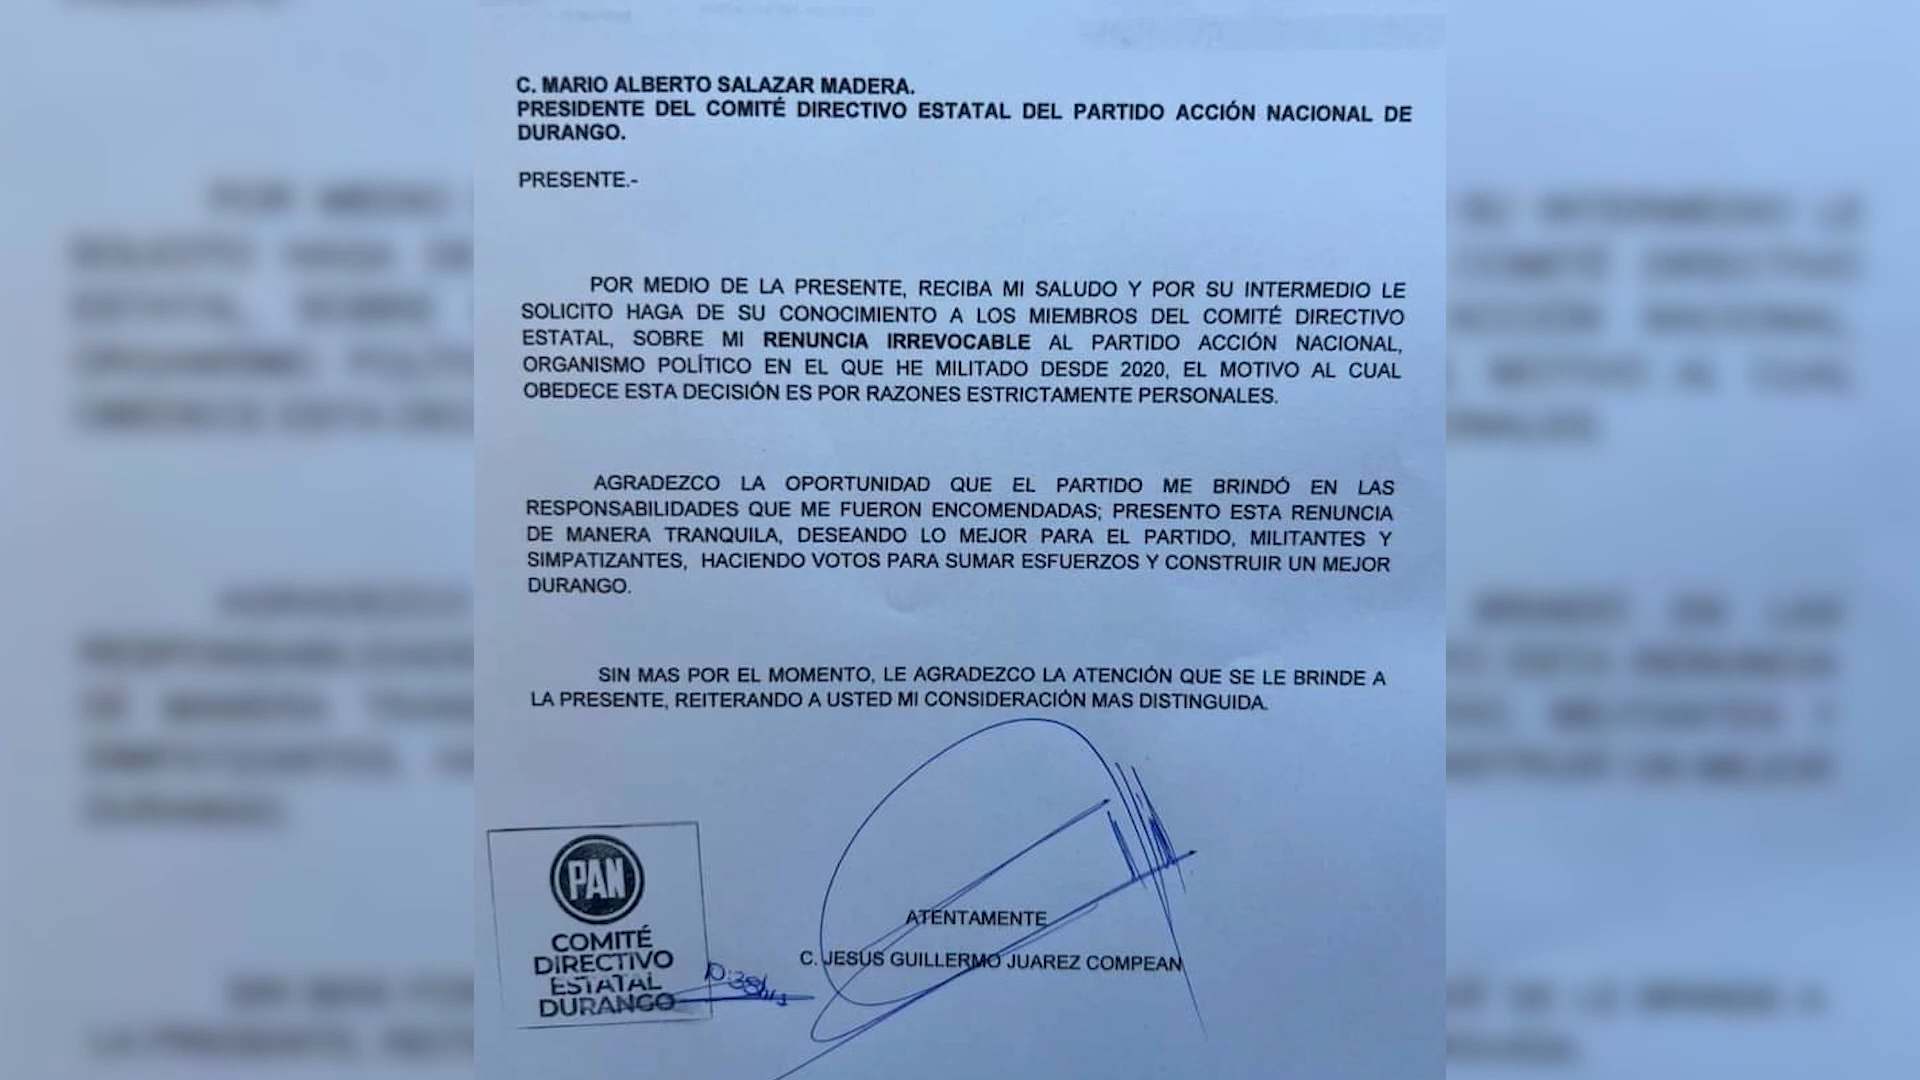 C. MARIO ALBERTO SALAZAR MADERA.
PRESIDENTE DEL COMITÉ DIRECTIVO ESTATAL DEL PARTIDO ACCIÓN NACIONAL DE
DURANGO.
PRESENTE.-
POR MEDIO DE LA PRESENTE, RECIBA MI SALUDO Y POR SU INTERMEDIO LE
SOLICITO HAGA DE SU CONOCIMIENTO A LOS MIEMBROS DEL COMITÉ DIRECTIVO
ESTATAL, SOBRE MI RENUNCIA IRREVOCABLE AL PARTIDO ACCIÓN NACIONAL,
ORGANISMO POLÍTICO EN EL QUE HE MILITADO DESDE 2020, EL MOTIVO AL CUAL
OBEDECE ESTA DECISIÓN ES POR RAZONES ESTRICTAMENTE PERSONALES.
AGRADEZCO LA OPORTUNIDAD QUE EL PARTIDO ME BRINDÓ EN LAS
RESPONSABILIDADES QUE ME FUERON ENCOMENDADAS; PRESENTO ESTA RENUNCIA
DE MANERA TRANQUILA, DESEANDO LO MEJOR PARA EL PARTIDO, MILITANTES Y
SIMPATIZANTES, HACIENDO VOTOS PARA SUMAR ESFUERZOS Y CONSTRUIR UN MEJOR
DURANGO.
SIN MAS POR EL MOMENTO, LE AGRADEZCO LA ATENCIÓN QUE SE LE BRINDE A
LA PRESENTE, REITERANDO A USTED MI CONSIDERACIÓN MAS DISTINGUIDA.
ATENTAMENTE
C. JESÚS GUILLERMO JUAREZ COMPEAN
PAN
COMITÉ
DIRECTIVO
ESTATAL
DURANGO
10:38hrs